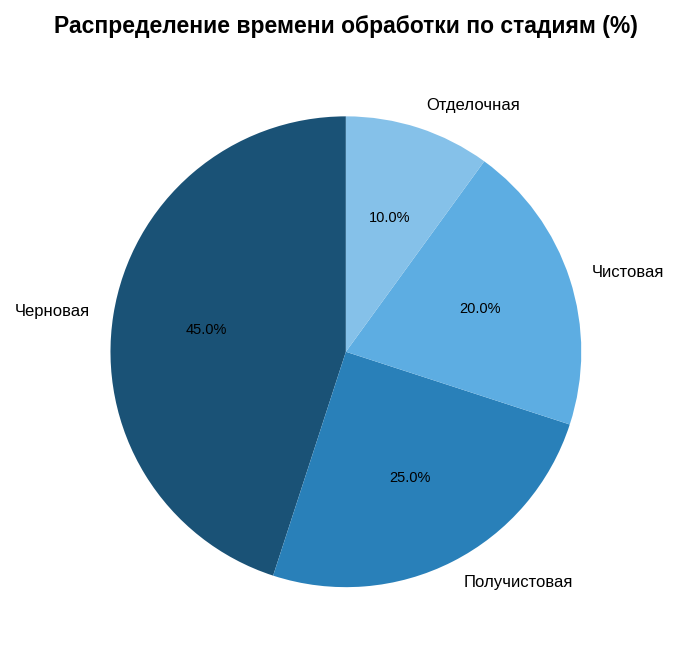 Распределение времени обработки по стадиям (%)
Отделочная
10.0%
Чистовая
20.0%
Черновая
45.0%
25.0%
Получистовая